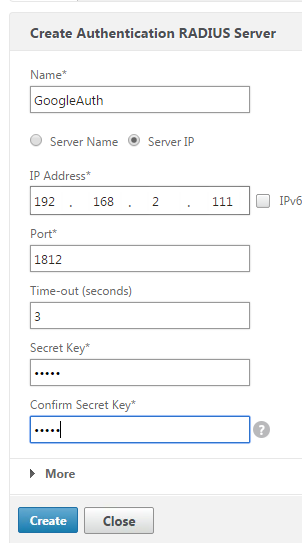 Create Authentication RADIUS Server
Name*
GoogleAuth
Server Name Server IP
IP Address*
192 . 168 . 2 . 111 IPv6
Port*
1812
Time-out (seconds)
3
Secret Key*
•••••
Confirm Secret Key*
•••••
?
More
Create Close